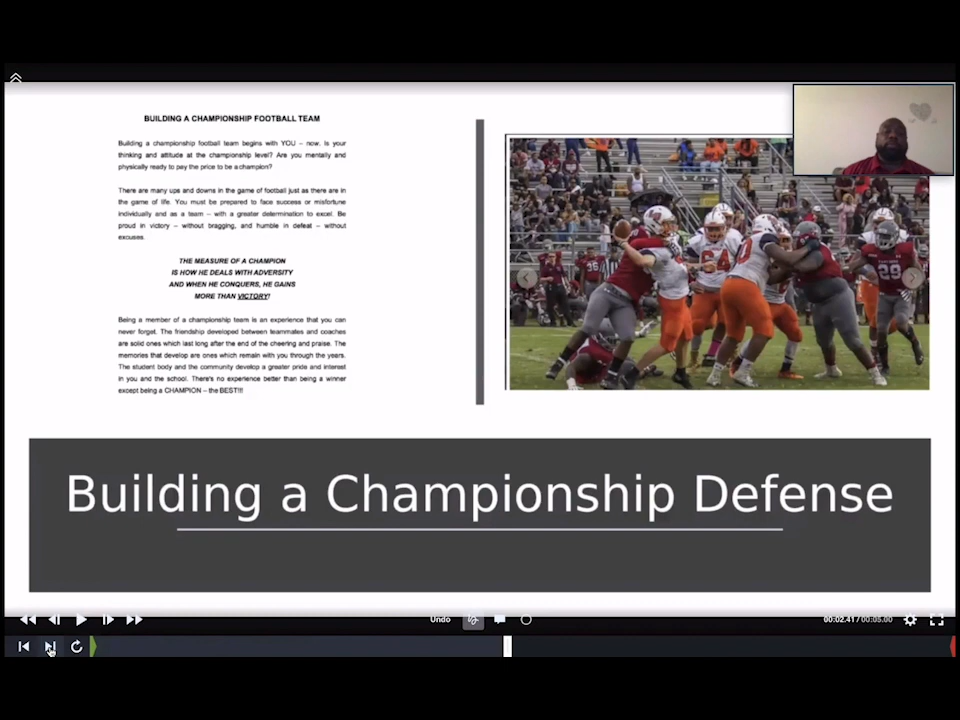 BUILDING A CHAMPIONSHIP FOOTBALL TEAM
Building a championship football team begins with YOU – now. Is your
thinking and attitude at the championship level? Are you mentally and
physically ready to pay the price to be a champion?
There are many ups and downs in the game of football just as there are in
the game of life. You must be prepared to face success or misfortune
individually and as a team – with a greater determination to excel. Be
proud in victory – without bragging, and humble in defeat – without
excuses.
THE MEASURE OF A CHAMPION
IS HOW HE DEALS WITH ADVERSITY
AND WHEN HE CONQUERS, HE GAINS
MORE THAN VICTORY!
Being a member of a championship team is an experience that you can
never forget. The friendship developed between teammates and coaches
are solid ones which last long after the end of the cheering and praise. The
memories that develop are ones which remain with you through the years.
The student body and the community develop a greater pride and interest
in you and the school. There's no experience better than being a winner
except being a CHAMPION – the BEST!!!
36
64
29
Building a Championship Defense
Undo
00:02.41 / 00:05.00